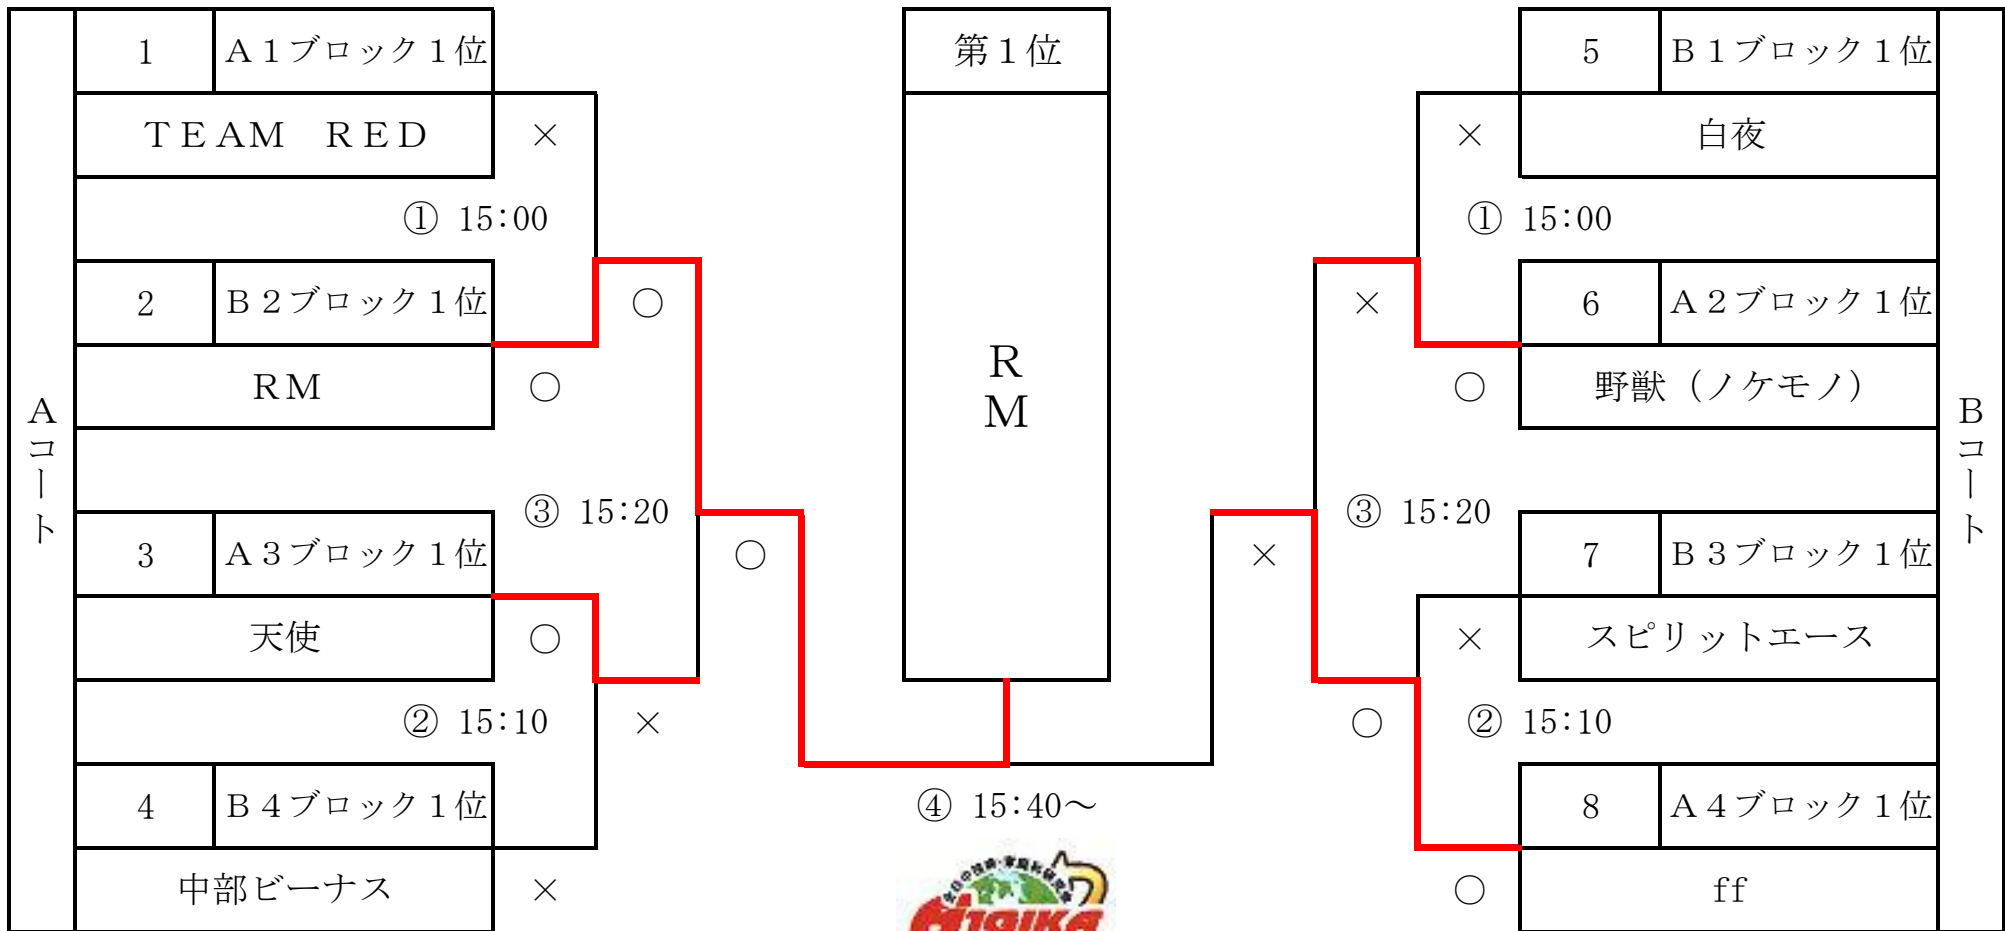 Ａコート
1 Ａ１ブロック１位
ＴＥＡＭ　ＲＥＤ ×
① 15:00
2 Ｂ２ブロック１位 ○
ＲＭ ○
③ 15:20
3 Ａ３ブロック１位 ○
天使 ○
② 15:10 ×
4 Ｂ４ブロック１位
中部ビーナス ×
第１位
ＲＭ
④ 15:40～
5 Ｂ１ブロック１位
× 白夜
① 15:00
× 6 Ａ２ブロック１位
○ 野獣（ノケモノ）
③ 15:20
× 7 Ｂ３ブロック１位
× スピリットエース
○ ② 15:10
8 Ａ４ブロック１位
○ ff
Ｂコート